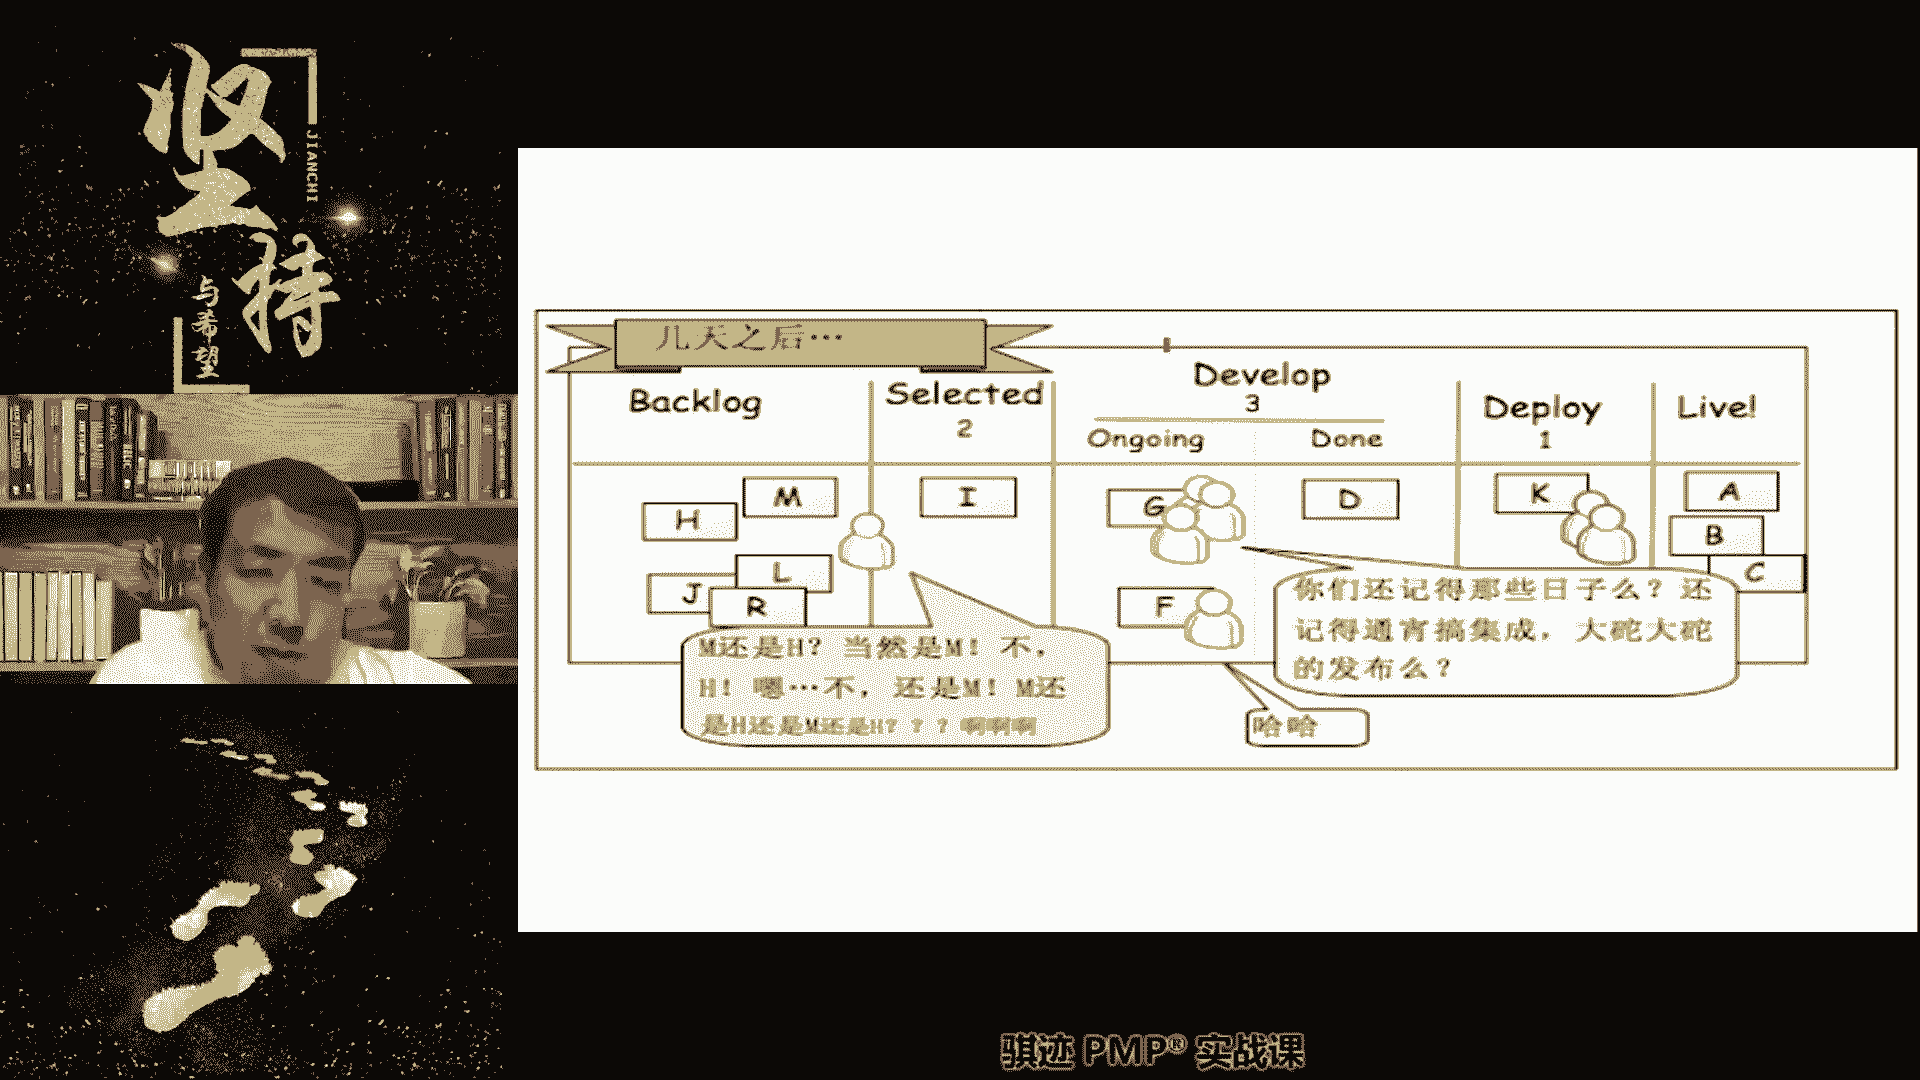 坚持
JIANCHI
与希望
几天之后…
Backlog
Selected
2
Develop
3
Ongoing
Done
Deploy
1
Live!
H
M
J
L
R
I
G
F
D
K
A
B
C
M还是H? 当然是M! 不,
H! 嗯…不, 还是M! M还
是H还是M还是H? ? ? 啊啊啊
你们还记得那些日子么? 还
记得通宵搞集成, 大砣大砣
的发布么?
哈哈
骐迹 PMP® 实战课